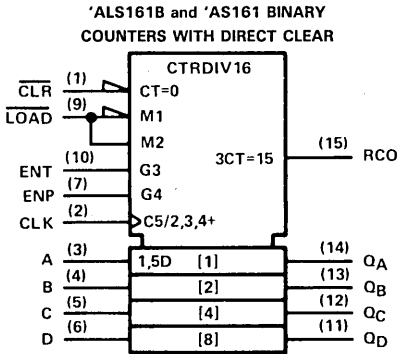 'ALS161B and 'AS161 BINARY
COUNTERS WITH DIRECT CLEAR
CTRDIV16
CLR (1) CT=0
LOAD (9) M1
M2
(15)
3CT=15 RCO
ENT (10) G3
ENP (7) G4
CLK (2) C5/2,3,4+
A (3) 1,5D [1] (14) QA
B (4) [2] (13) QB
C (5) [4] (12) QC
D (6) [8] (11) QD